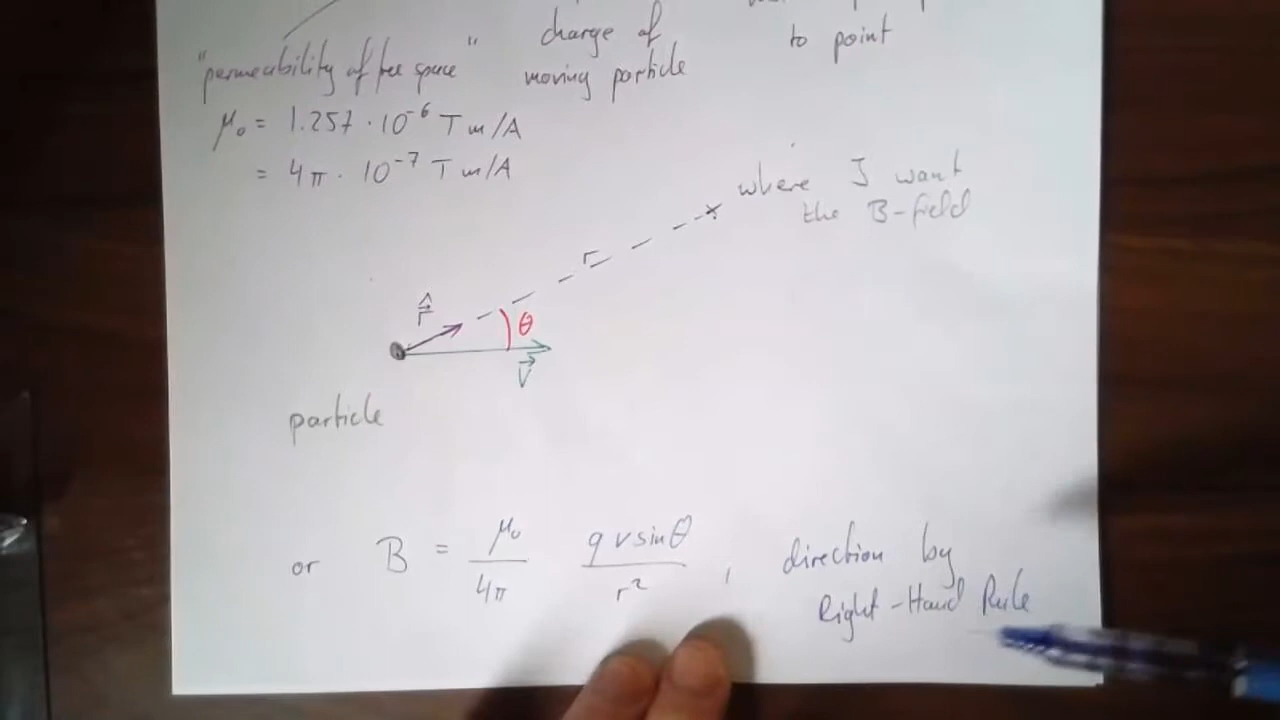 "permeability of free space"
charge of
moving particle
to point
μ₀ = 1.257 · 10⁻⁶ T m/A
= 4π · 10⁻⁷ T m/A
where I want
the B-field
r
r̂
θ
v⃗
particle
or B = μ₀/4π q v sinθ/r² , direction by
Right-Hand Rule